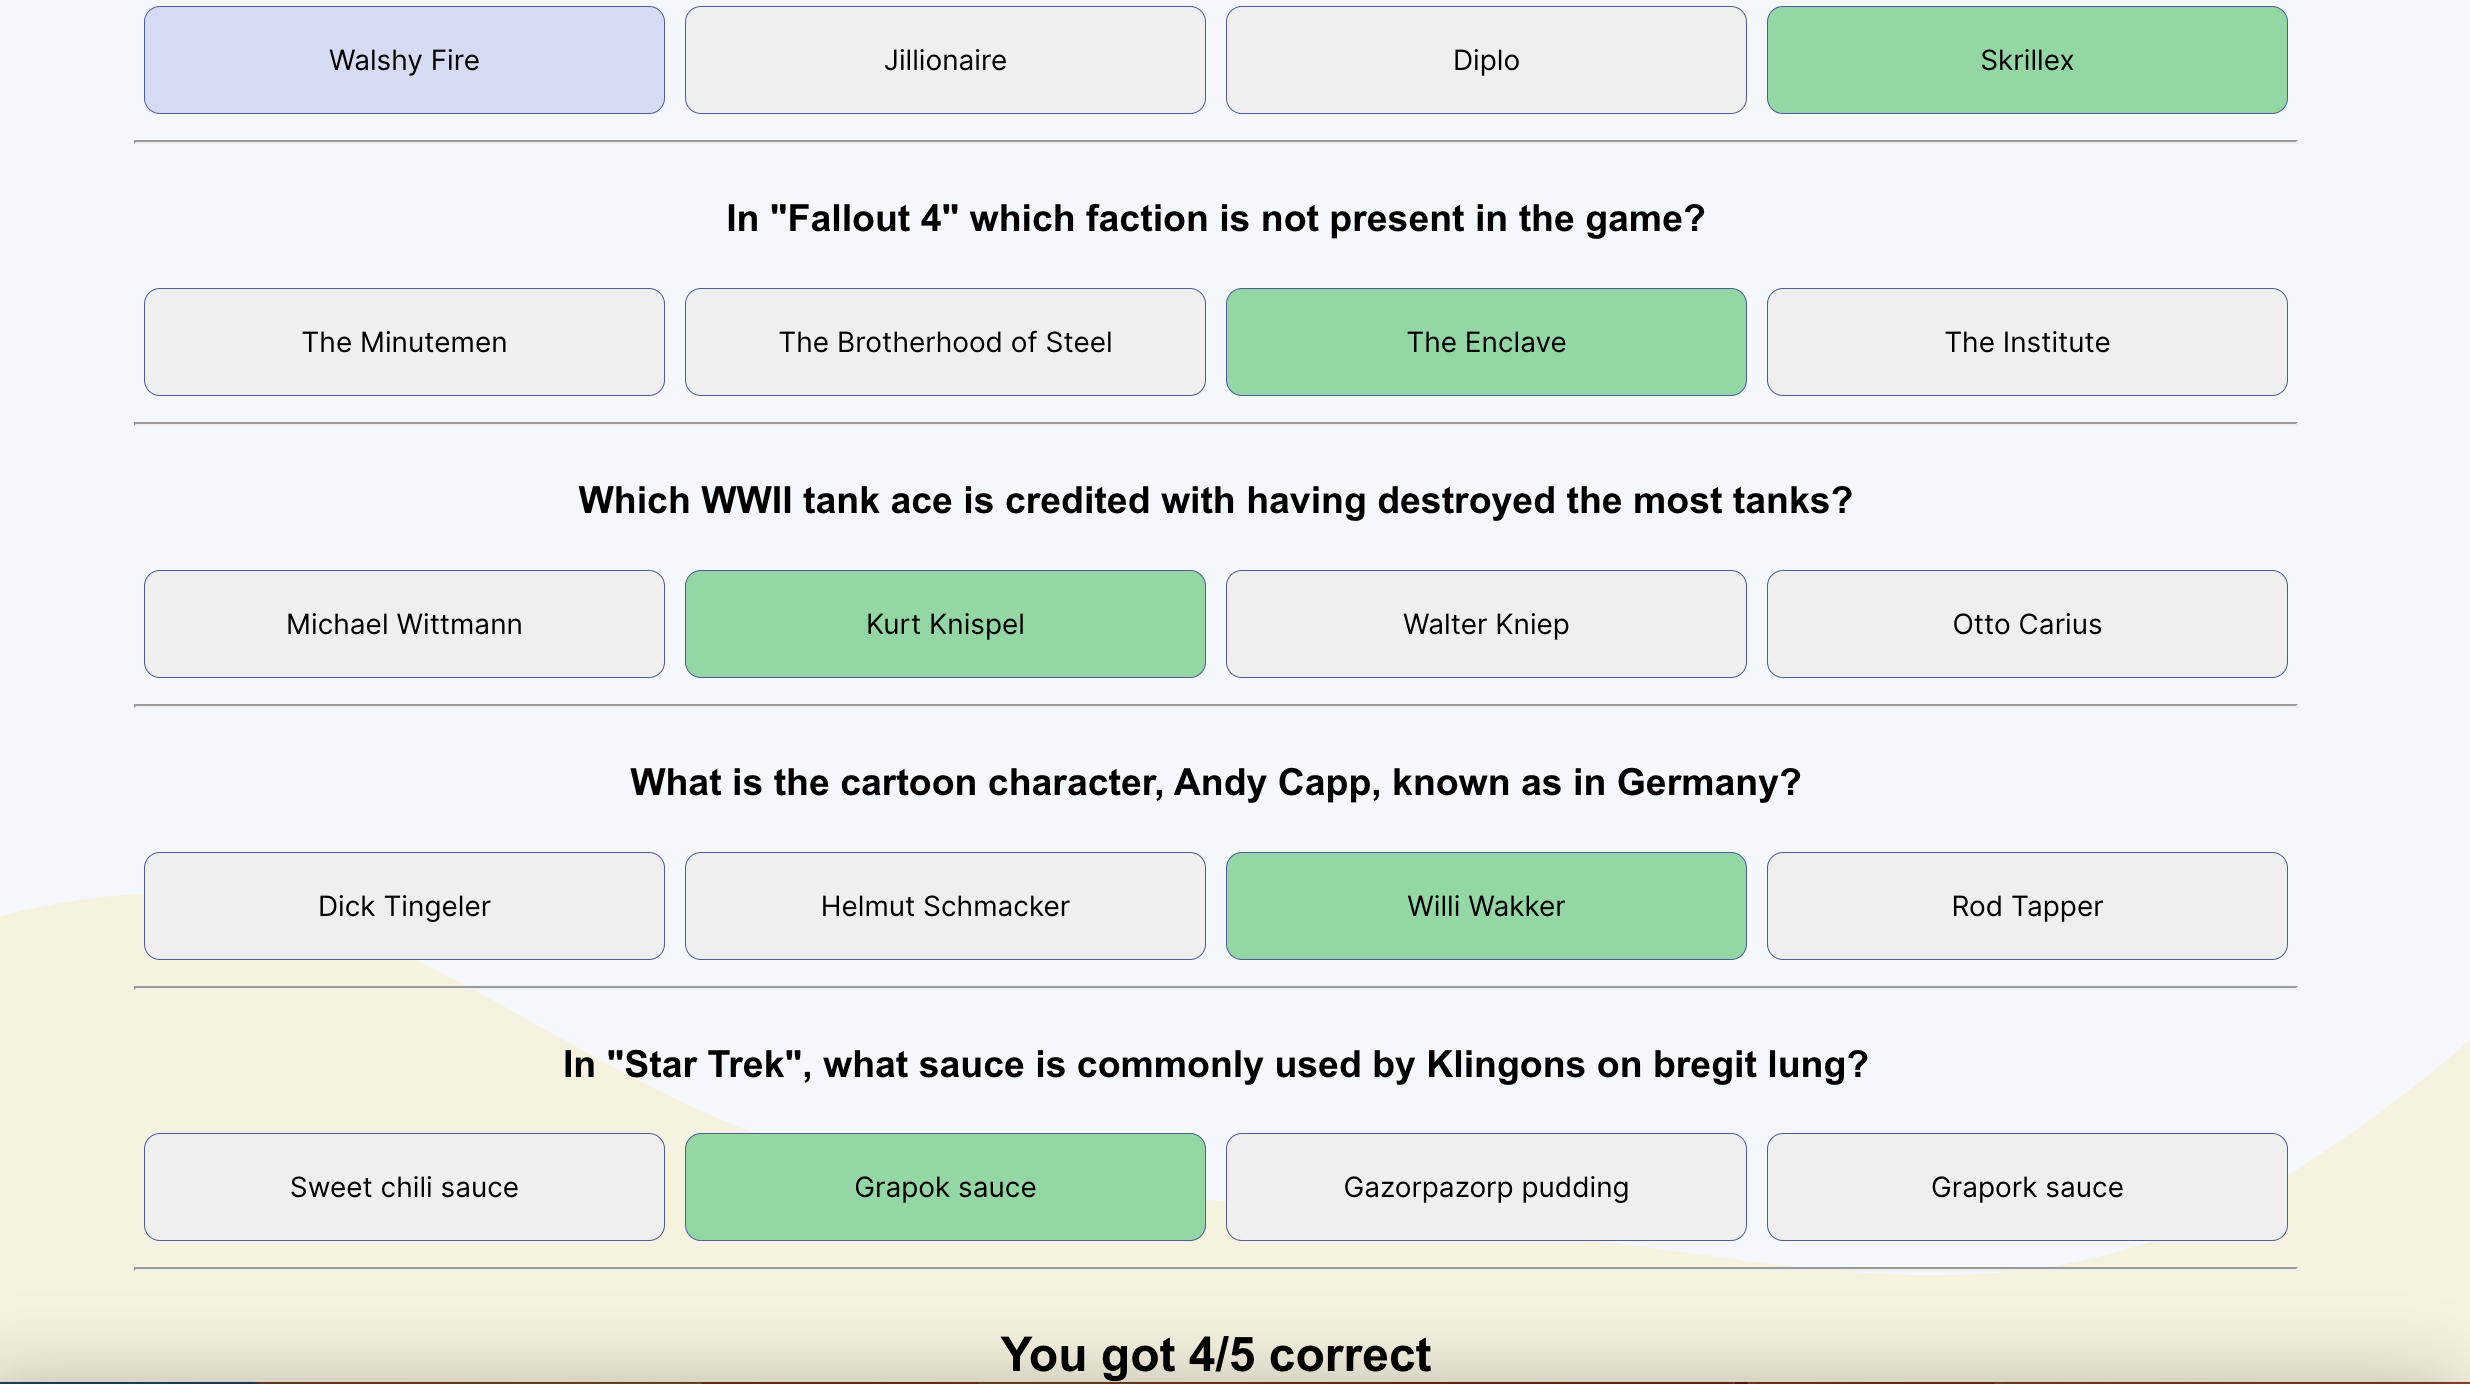 Walshy Fire
Jillionaire
Diplo
Skrillex
In "Fallout 4" which faction is not present in the game?
The Minutemen
The Brotherhood of Steel
The Enclave
The Institute
Which WWII tank ace is credited with having destroyed the most tanks?
Michael Wittmann
Kurt Knispel
Walter Kniep
Otto Carius
What is the cartoon character, Andy Capp, known as in Germany?
Dick Tingeler
Helmut Schmacker
Willi Wakker
Rod Tapper
In "Star Trek", what sauce is commonly used by Klingons on bregit lung?
Sweet chili sauce
Grapok sauce
Gazorpazorp pudding
Grapork sauce
You got 4/5 correct